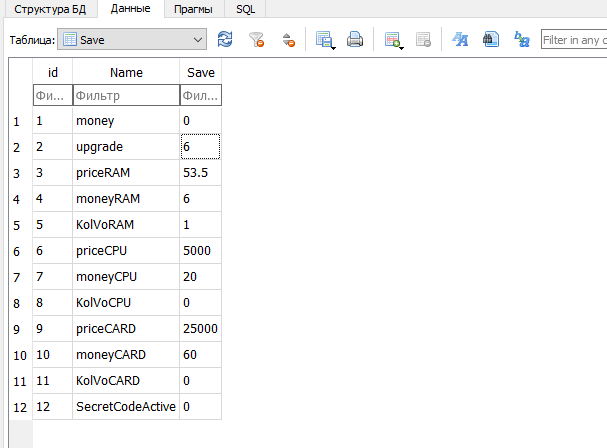 Структура БД Данные Прагмы SQL
Таблица: Save Filter in any c
id Name Save
Фи... Фильтр Фил...
1 1 money 0
2 2 upgrade 6
3 3 priceRAM 53.5
4 4 moneyRAM 6
5 5 KolVoRAM 1
6 6 priceCPU 5000
7 7 moneyCPU 20
8 8 KolVoCPU 0
9 9 priceCARD 25000
10 10 moneyCARD 60
11 11 KolVoCARD 0
12 12 SecretCodeActive 0